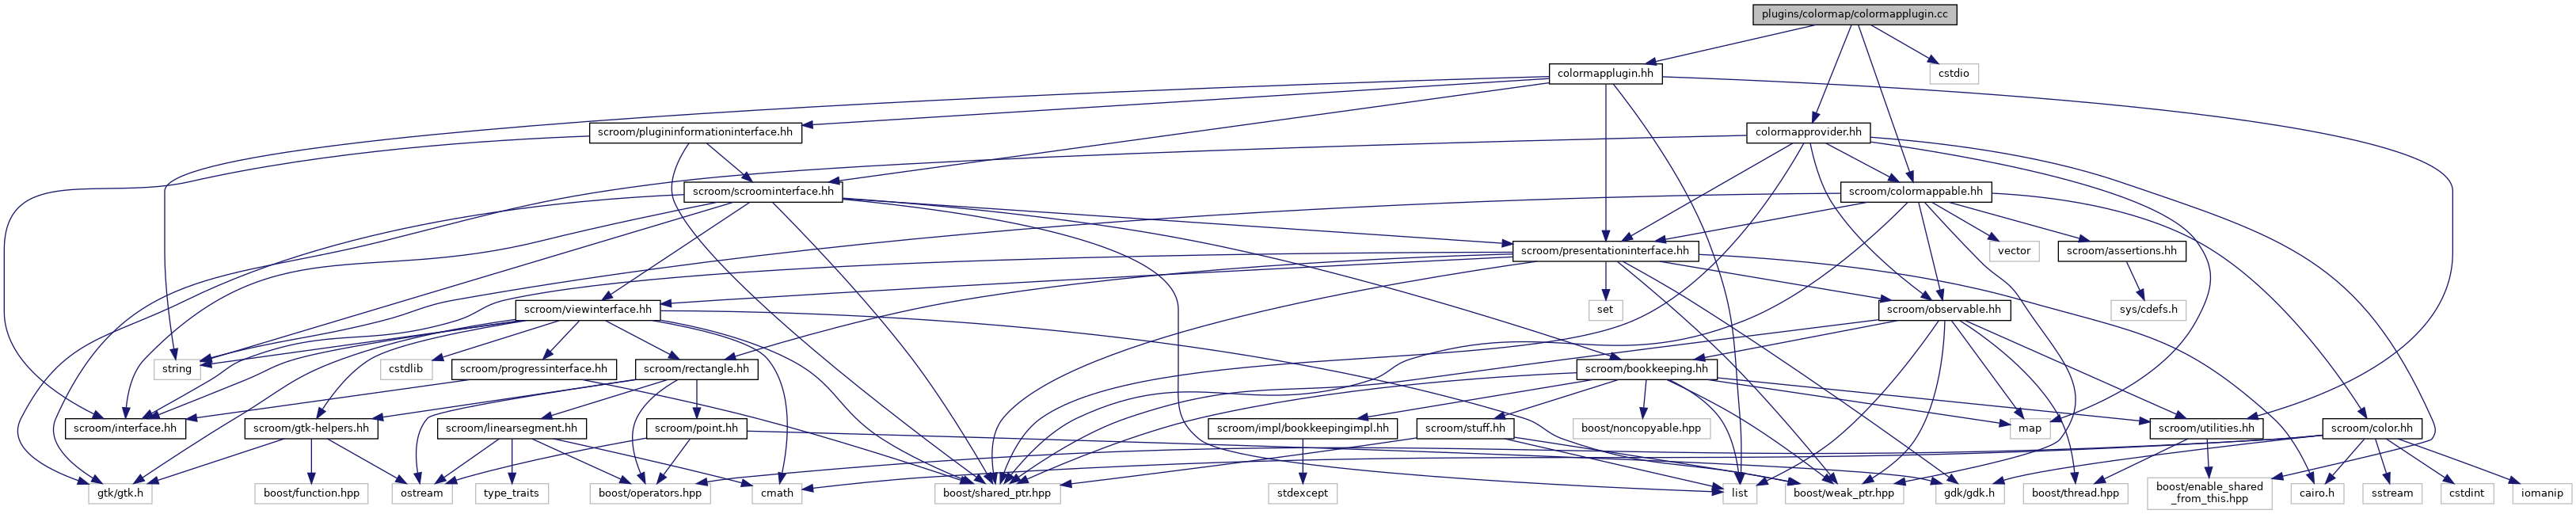 plugins/colormap/colormapplugin.cc
colormapplugin.hh
cstdio
scroom/plugininformationinterface.hh
colormapprovider.hh
scroom/scroominterface.hh
scroom/colormappable.hh
scroom/presentationinterface.hh
vector
scroom/assertions.hh
scroom/viewinterface.hh
set
scroom/observable.hh
sys/cdefs.h
string
cstdlib
scroom/progressinterface.hh
scroom/rectangle.hh
scroom/bookkeeping.hh
scroom/interface.hh
scroom/gtk-helpers.hh
scroom/linearsegment.hh
scroom/point.hh
scroom/impl/bookkeepingimpl.hh
scroom/stuff.hh
boost/noncopyable.hpp
map
scroom/utilities.hh
scroom/color.hh
gtk/gtk.h
boost/function.hpp
ostream
type_traits
boost/operators.hpp
cmath
boost/shared_ptr.hpp
stdexcept
list
boost/weak_ptr.hpp
gdk/gdk.h
boost/thread.hpp
boost/enable_shared
_from_this.hpp
cairo.h
sstream
cstdint
iomanip